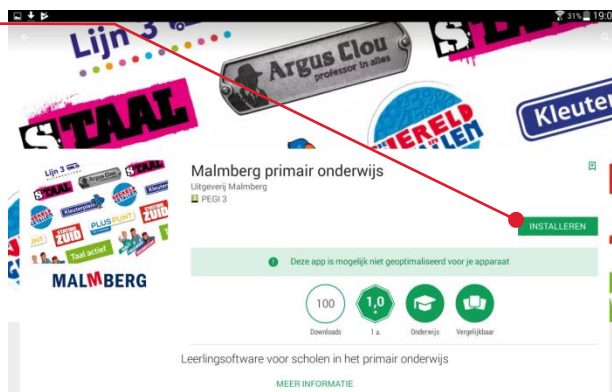 31% 19:0
Lijn 3
Argus Clou
professor in alles
STAAL
Kleuter
Lijn 3
STAAL
Argus Clou
Kleuterplein
STATION ZUID
PLUSPUNT
Taal actief
MALMBERG
Malmberg primair onderwijs
Uitgeverij Malmberg
PEGI 3
INSTALLEREN
Deze app is mogelijk niet geoptimaliseerd voor je apparaat
100
1,0
Downloads
1
Onderwijs
Vergelijkbaar
Leerlingsoftware voor scholen in het primair onderwijs
MEER INFORMATIE